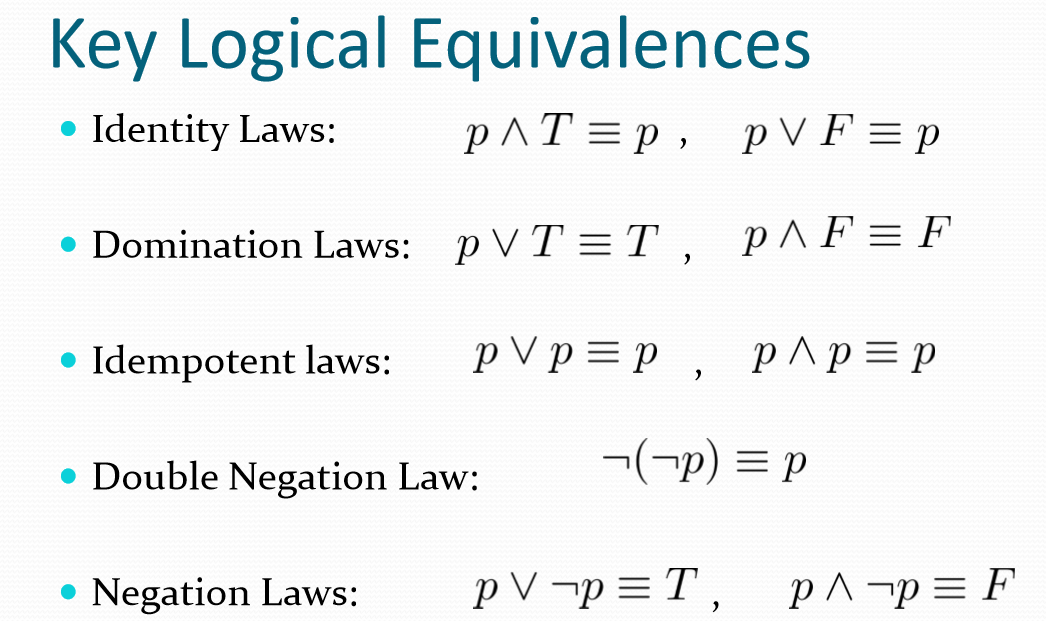 Key Logical Equivalences
• Identity Laws: p ∧ T ≡ p , p ∨ F ≡ p
• Domination Laws: p ∨ T ≡ T , p ∧ F ≡ F
• Idempotent laws: p ∨ p ≡ p , p ∧ p ≡ p
• Double Negation Law: ¬(¬p) ≡ p
• Negation Laws: p ∨ ¬p ≡ T , p ∧ ¬p ≡ F